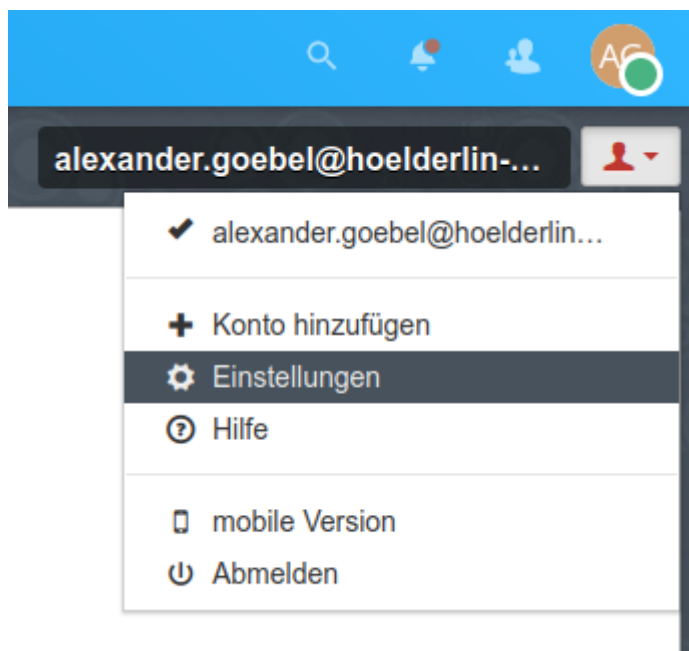 AG
alexander.goebel@hoelderlin-...
alexander.goebel@hoelderlin...
Konto hinzufügen
Einstellungen
Hilfe
mobile Version
Abmelden